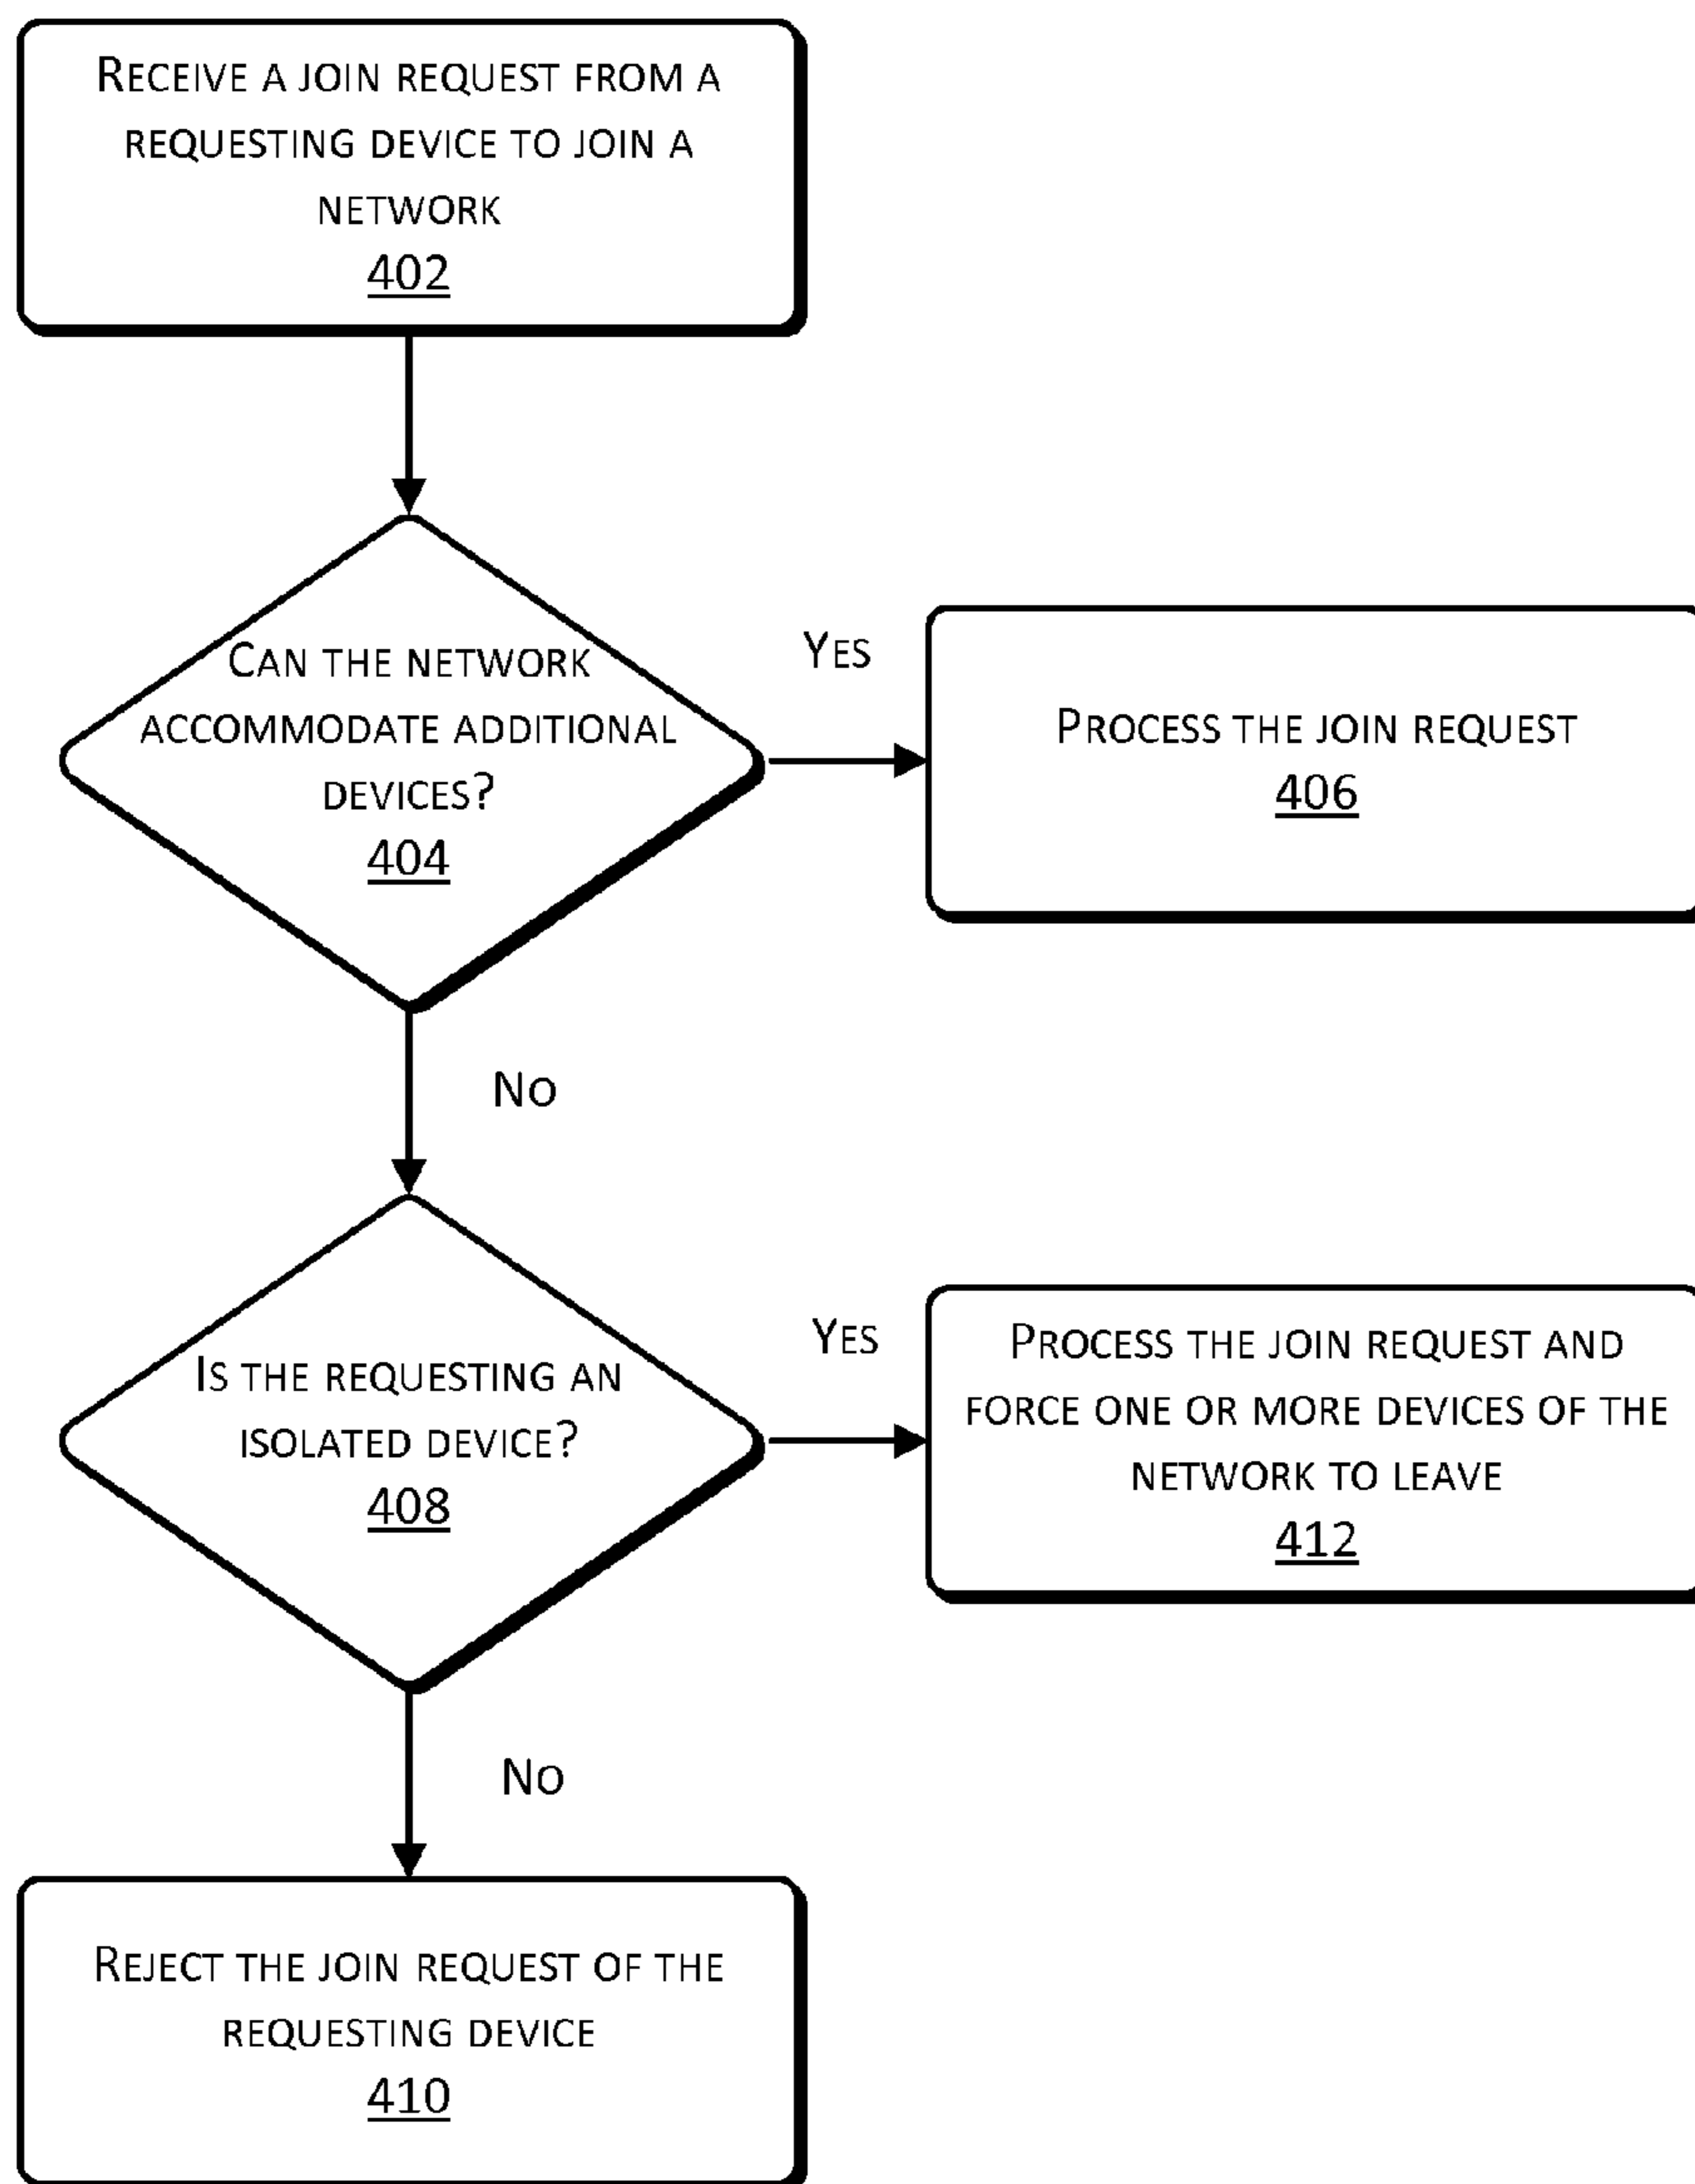 RECEIVE A JOIN REQUEST FROM A
REQUESTING DEVICE TO JOIN A
NETWORK
402
CAN THE NETWORK
ACCOMMODATE ADDITIONAL
DEVICES?
404
YES
PROCESS THE JOIN REQUEST
406
NO
IS THE REQUESTING AN
ISOLATED DEVICE?
408
YES
PROCESS THE JOIN REQUEST AND
FORCE ONE OR MORE DEVICES OF THE
NETWORK TO LEAVE
412
NO
REJECT THE JOIN REQUEST OF THE
REQUESTING DEVICE
410